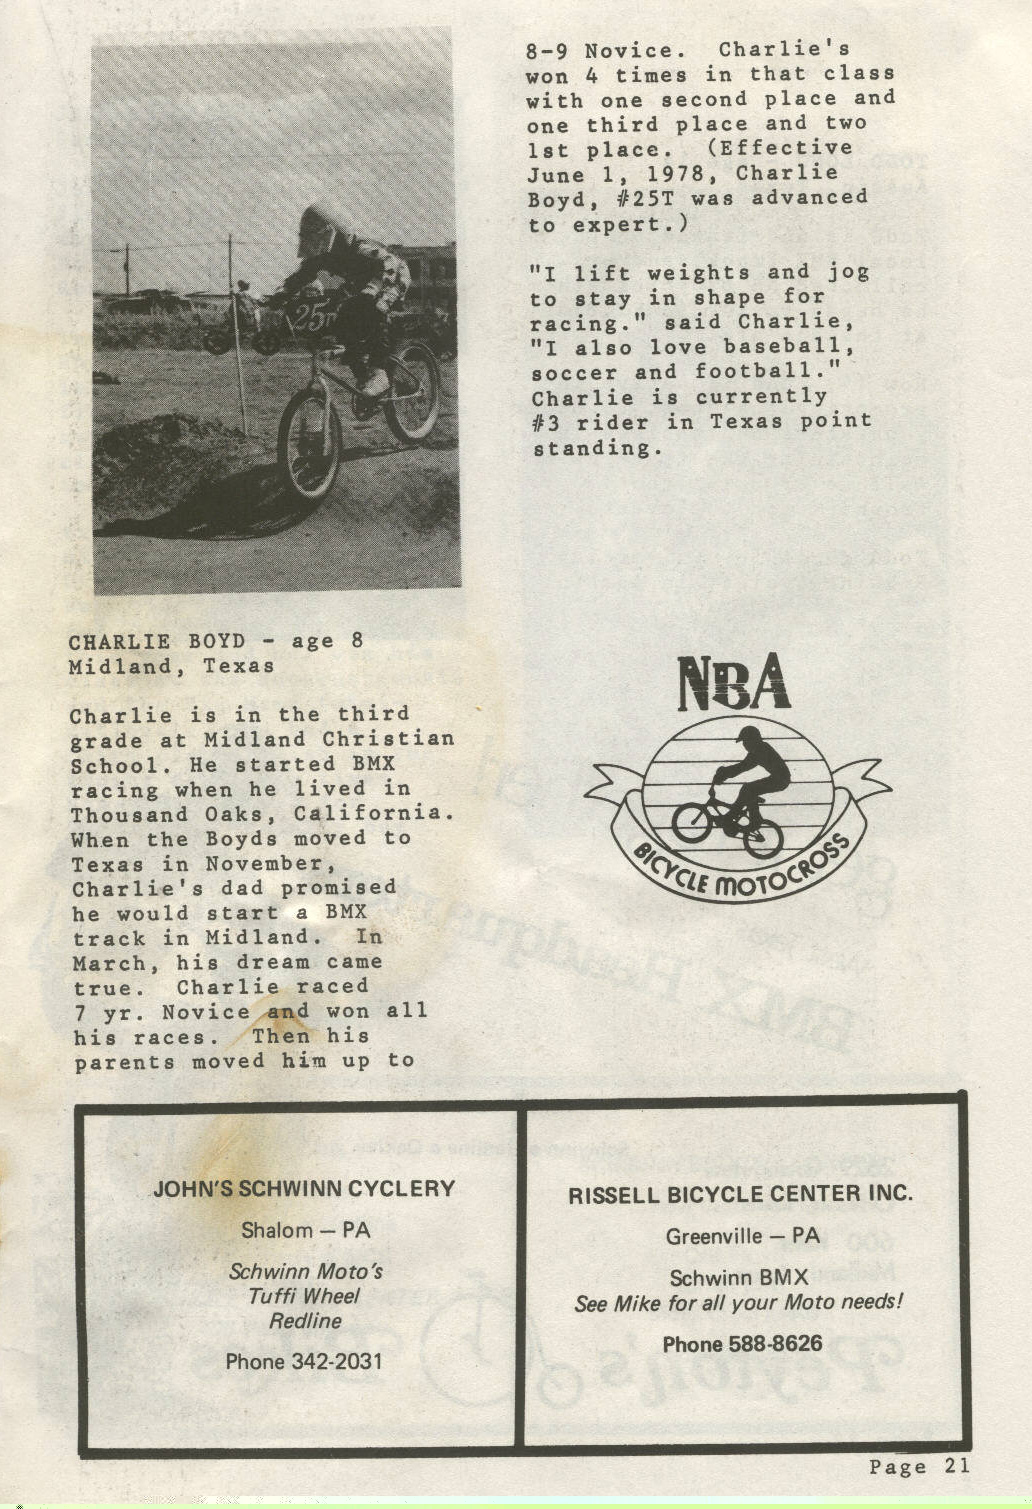 25T
CHARLIE BOYD - age 8
Midland, Texas
Charlie is in the third
grade at Midland Christian
School. He started BMX
racing when he lived in
Thousand Oaks, California.
When the Boyds moved to
Texas in November,
Charlie's dad promised
he would start a BMX
track in Midland.  In
March, his dream came
true.  Charlie raced
7 yr. Novice and won all
his races.  Then his
parents moved him up to
8-9 Novice.  Charlie's
won 4 times in that class
with one second place and
one third place and two
1st place.  (Effective
June 1, 1978, Charlie
Boyd, #25T was advanced
to expert.)
"I lift weights and jog
to stay in shape for
racing." said Charlie,
"I also love baseball,
soccer and football."
Charlie is currently
#3 rider in Texas point
standing.
NBA
BICYCLE MOTOCROSS
JOHN'S SCHWINN CYCLERY
Shalom — PA
Schwinn Moto's
Tuffi Wheel
Redline
Phone 342-2031
RISSELL BICYCLE CENTER INC.
Greenville — PA
Schwinn BMX
See Mike for all your Moto needs!
Phone 588-8626
Page 21